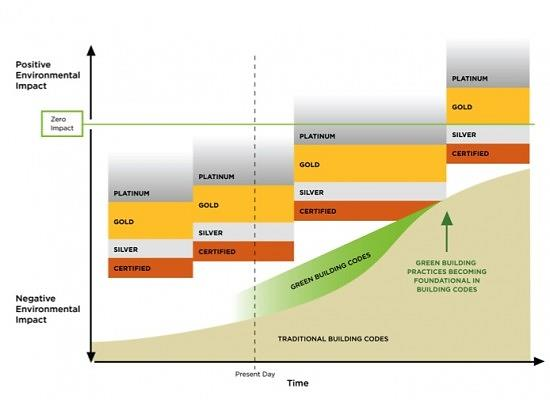 Positive
Environmental
Impact
Zero
Impact
PLATINUM
GOLD
SILVER
CERTIFIED
PLATINUM
GOLD
SILVER
CERTIFIED
PLATINUM
GOLD
SILVER
CERTIFIED
PLATINUM
GOLD
SILVER
CERTIFIED
GREEN BUILDING CODES
GREEN BUILDING
PRACTICES BECOMING
FOUNDATIONAL IN
BUILDING CODES
Negative
Environmental
Impact
TRADITIONAL BUILDING CODES
Present Day
Time